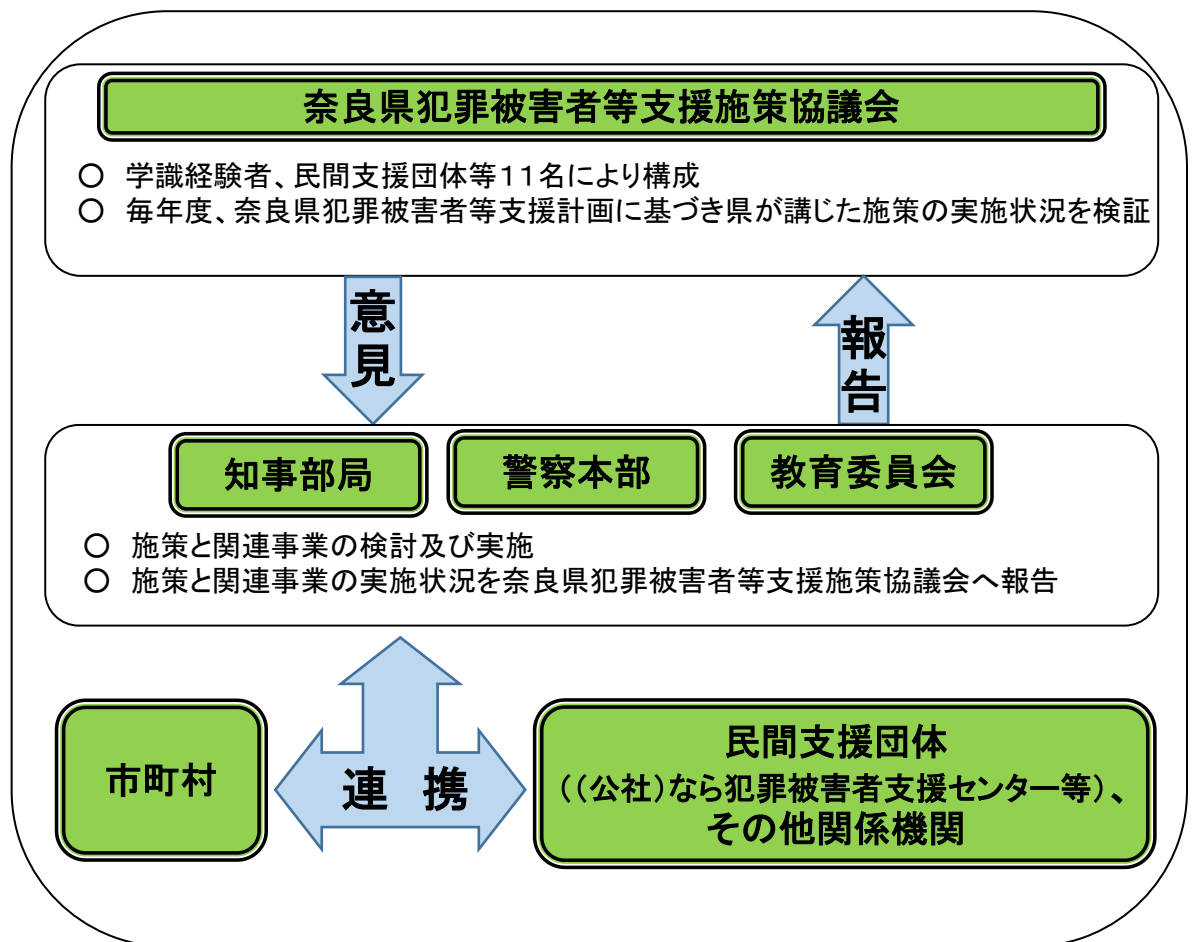 奈良県犯罪被害者等支援施策協議会
○ 学識経験者、民間支援団体等１１名により構成
○ 毎年度、奈良県犯罪被害者等支援計画に基づき県が講じた施策の実施状況を検証
意見
報告
知事部局
警察本部
教育委員会
○ 施策と関連事業の検討及び実施
○ 施策と関連事業の実施状況を奈良県犯罪被害者等支援施策協議会へ報告
市町村
連 携
民間支援団体
（（公社）なら犯罪被害者支援センター等）、
その他関係機関